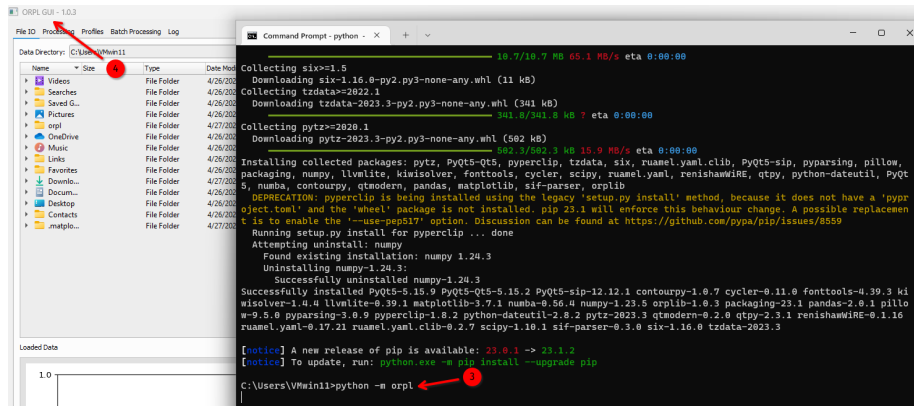 ORPL GUI - 1.0.3
File IO Processing Profiles Batch Processing Log
Data Directory: C:\Users\VMwin11
Name Size Type Date Mod
4
Videos File Folder 4/26/202
Searches File Folder 4/26/202
Saved G... File Folder 4/26/202
Pictures File Folder 4/26/202
orpl File Folder 4/27/202
OneDrive File Folder 4/26/202
Music File Folder 4/26/202
Links File Folder 4/26/202
Favorites File Folder 4/26/202
Downlo... File Folder 4/27/202
Docum... File Folder 4/26/202
Desktop File Folder 4/26/202
Contacts File Folder 4/26/202
.matplo... File Folder 4/27/202
Loaded Data
1.0
Command Prompt - python -
10.7/10.7 MB 65.1 MB/s eta 0:00:00
Collecting six>=1.5
Downloading six-1.16.0-py2.py3-none-any.whl (11 kB)
Collecting tzdata>=2022.1
Downloading tzdata-2023.3-py2.py3-none-any.whl (341 kB)
341.8/341.8 kB ? eta 0:00:00
Collecting pytz>=2020.1
Downloading pytz-2023.3-py2.py3-none-any.whl (502 kB)
502.3/502.3 kB 15.9 MB/s eta 0:00:00
Installing collected packages: pytz, PyQt5-Qt5, pyperclip, tzdata, six, ruamel.yaml.clib, PyQt5-sip, pyparsing, pillow,
packaging, numpy, llvmlite, kiwisolver, fonttools, cycler, scipy, ruamel.yaml, renishawWiRE, qtpy, python-dateutil, PyQt
5, numba, contourpy, qtmodern, pandas, matplotlib, sif-parser, orplib
DEPRECATION: pyperclip is being installed using the legacy 'setup.py install' method, because it does not have a 'pypr
oject.toml' and the 'wheel' package is not installed. pip 23.1 will enforce this behaviour change. A possible replacemen
t is to enable the '--use-pep517' option. Discussion can be found at https://github.com/pypa/pip/issues/8559
Running setup.py install for pyperclip ... done
Attempting uninstall: numpy
Found existing installation: numpy 1.24.3
Uninstalling numpy-1.24.3:
Successfully uninstalled numpy-1.24.3
Successfully installed PyQt5-5.15.9 PyQt5-Qt5-5.15.2 PyQt5-sip-12.12.1 contourpy-1.0.7 cycler-0.11.0 fonttools-4.39.3 ki
wisolver-1.4.4 llvmlite-0.39.1 matplotlib-3.7.1 numba-0.56.4 numpy-1.23.5 orplib-1.0.3 packaging-23.1 pandas-2.0.1 pillo
w-9.5.0 pyparsing-3.0.9 pyperclip-1.8.2 python-dateutil-2.8.2 pytz-2023.3 qtmodern-0.2.0 qtpy-2.3.1 renishawWiRE-0.1.16
ruamel.yaml-0.17.21 ruamel.yaml.clib-0.2.7 scipy-1.10.1 sif-parser-0.3.0 six-1.16.0 tzdata-2023.3
[notice] A new release of pip is available: 23.0.1 -> 23.1.2
[notice] To update, run: python.exe -m pip install --upgrade pip
3
C:\Users\VMwin11>python -m orpl